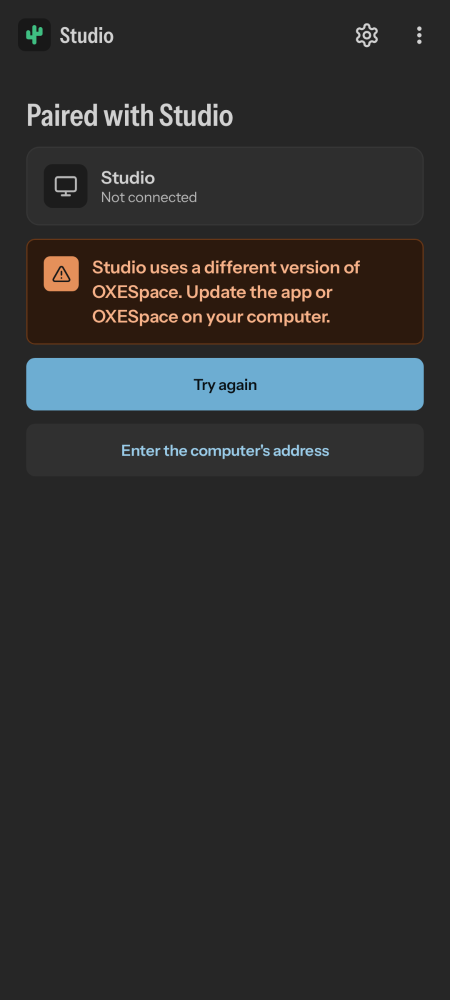 Studio
Paired with Studio
Studio
Not connected
Studio uses a different version of
OXESpace. Update the app or
OXESpace on your computer.
Try again
Enter the computer's address